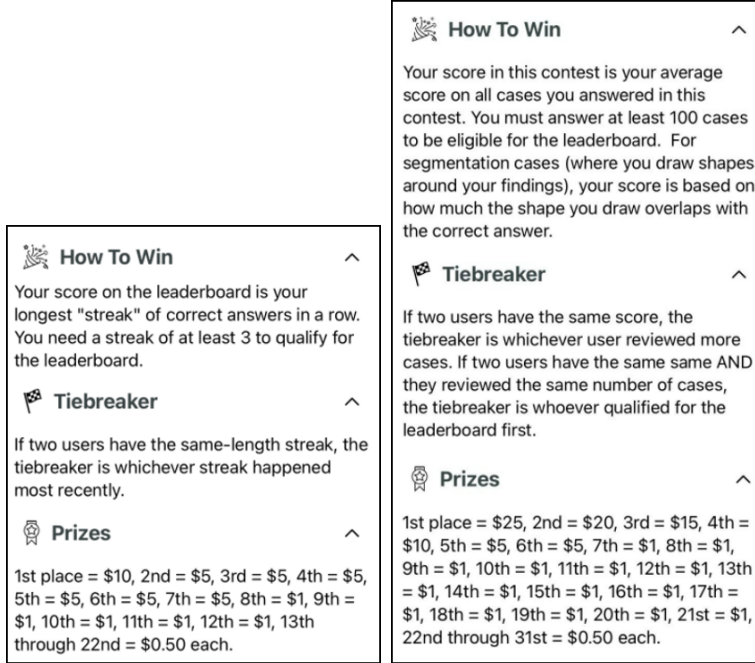 How To Win
Your score on the leaderboard is your
longest "streak" of correct answers in a row.
You need a streak of at least 3 to qualify for
the leaderboard.
Tiebreaker
If two users have the same-length streak, the
tiebreaker is whichever streak happened
most recently.
Prizes
1st place = $10, 2nd = $5, 3rd = $5, 4th = $5,
5th = $5, 6th = $5, 7th = $5, 8th = $1, 9th =
$1, 10th = $1, 11th = $1, 12th = $1, 13th
through 22nd = $0.50 each.
How To Win
Your score in this contest is your average
score on all cases you answered in this
contest. You must answer at least 100 cases
to be eligible for the leaderboard. For
segmentation cases (where you draw shapes
around your findings), your score is based on
how much the shape you draw overlaps with
the correct answer.
Tiebreaker
If two users have the same score, the
tiebreaker is whichever user reviewed more
cases. If two users have the same same AND
they reviewed the same number of cases,
the tiebreaker is whoever qualified for the
leaderboard first.
Prizes
1st place = $25, 2nd = $20, 3rd = $15, 4th =
$10, 5th = $5, 6th = $5, 7th = $1, 8th = $1,
9th = $1, 10th = $1, 11th = $1, 12th = $1, 13th
= $1, 14th = $1, 15th = $1, 16th = $1, 17th =
$1, 18th = $1, 19th = $1, 20th = $1, 21st = $1,
22nd through 31st = $0.50 each.